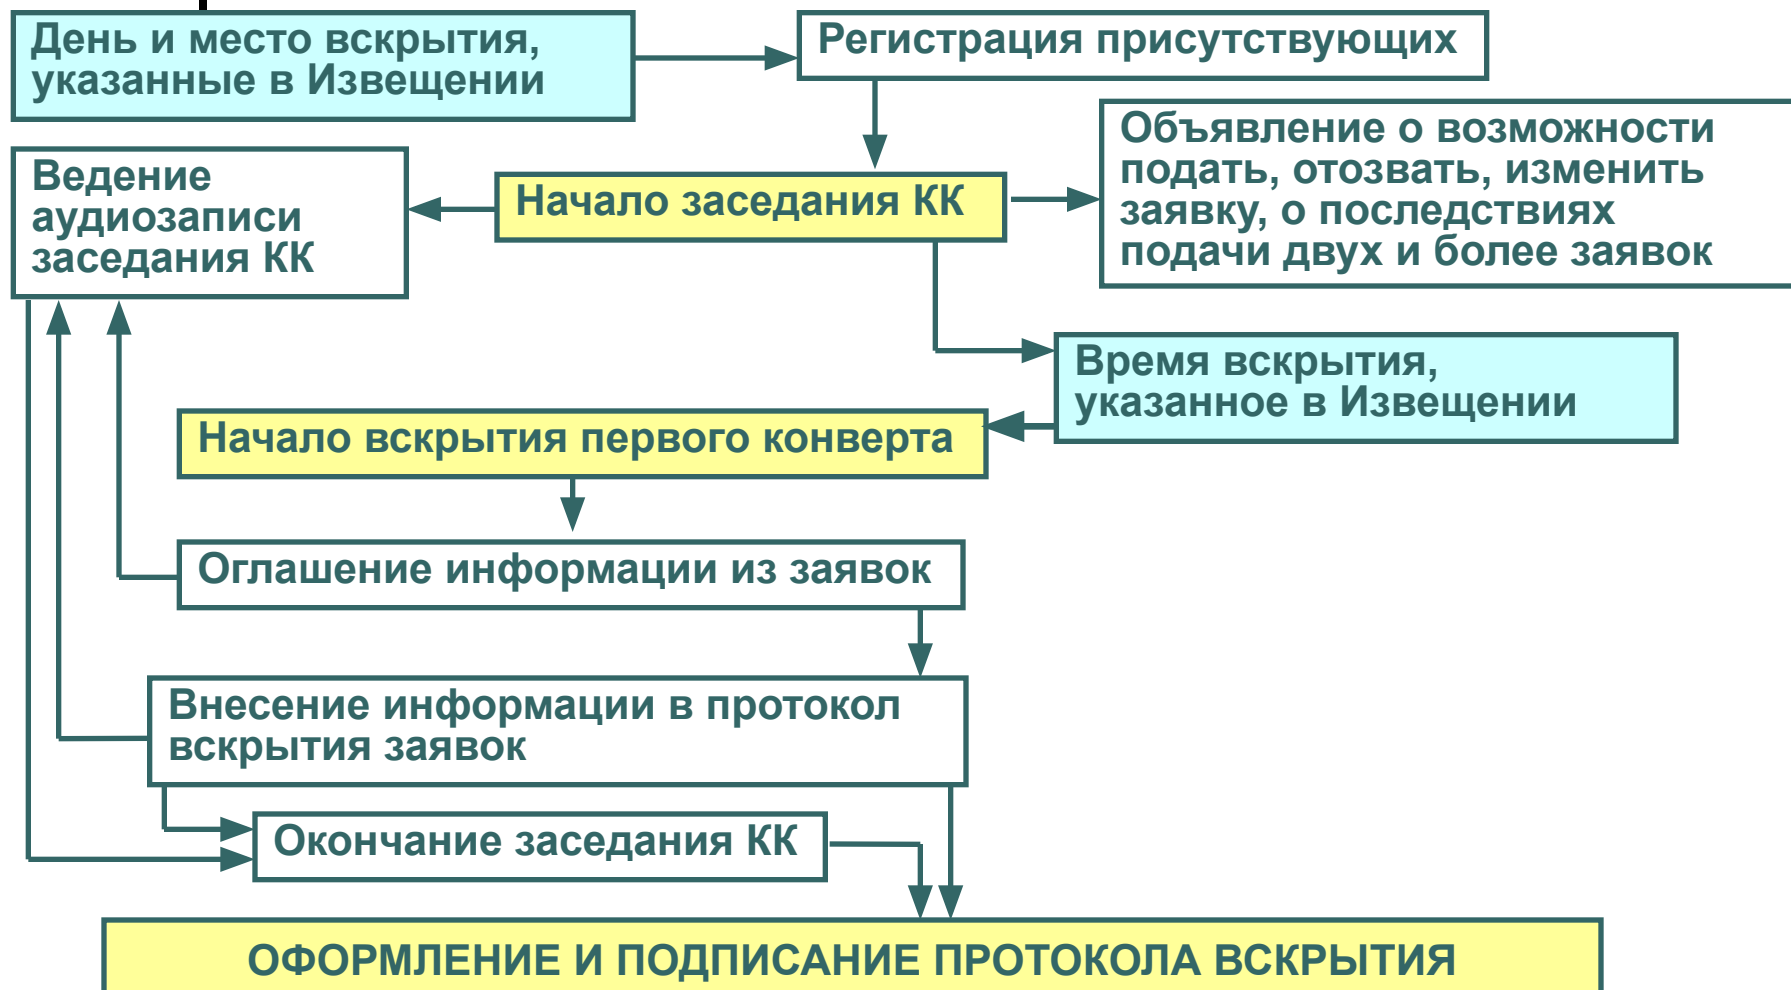 День и место вскрытия,
указанные в Извещении
Регистрация присутствующих
Объявление о возможности
подать, отозвать, изменить
заявку, о последствиях
подачи двух и более заявок
Ведение
аудиозаписи
заседания КК
Начало заседания КК
Время вскрытия,
указанное в Извещении
Начало вскрытия первого конверта
Оглашение информации из заявок
Внесение информации в протокол
вскрытия заявок
Окончание заседания КК
ОФОРМЛЕНИЕ И ПОДПИСАНИЕ ПРОТОКОЛА ВСКРЫТИЯ